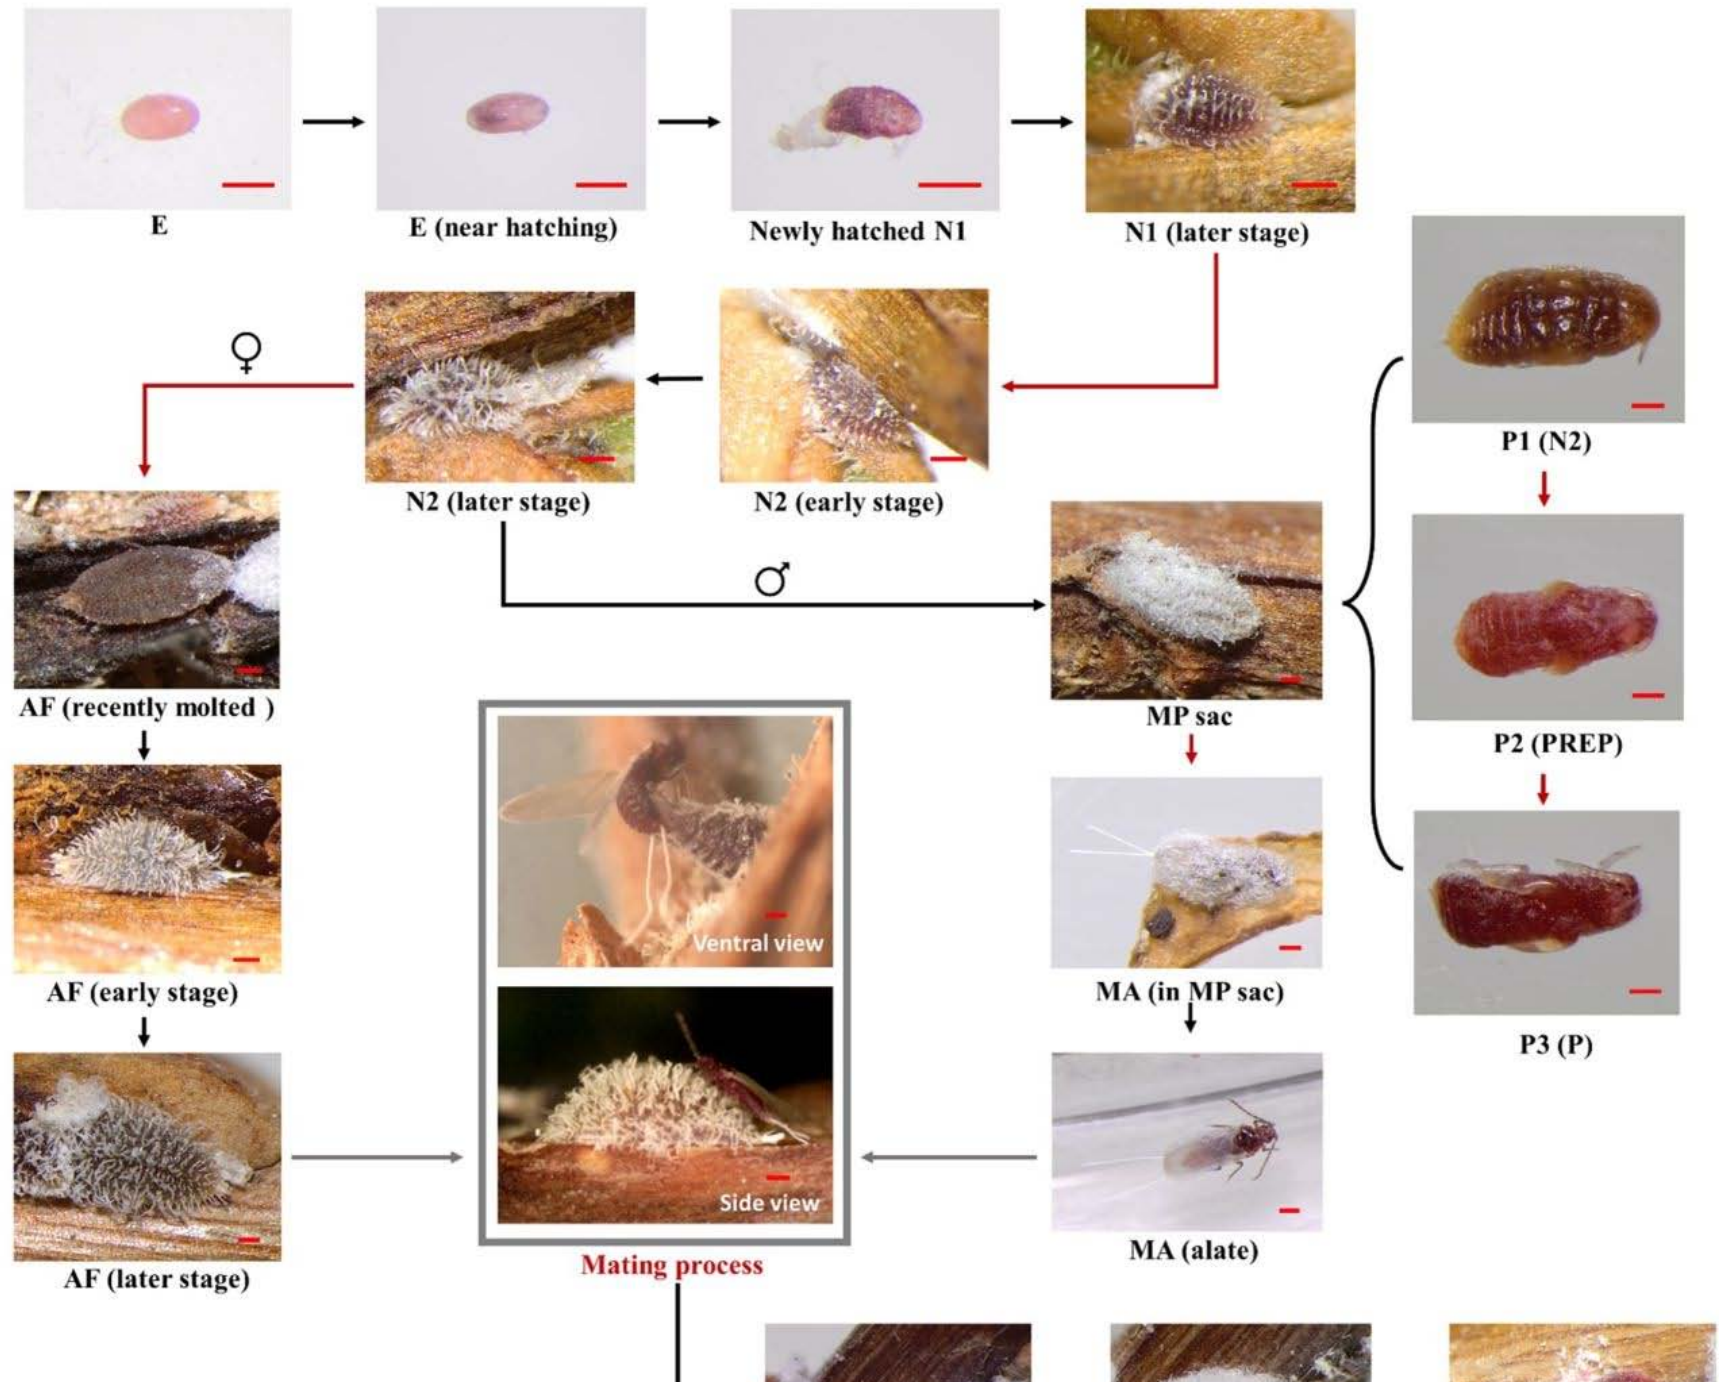 E
E (near hatching)
Newly hatched N1
N1 (later stage)
♀
N2 (later stage)
N2 (early stage)
P1 (N2)
♂
AF (recently molted )
MP sac
P2 (PREP)
Ventral view
AF (early stage)
MA (in MP sac)
P3 (P)
Side view
AF (later stage)
Mating process
MA (alate)